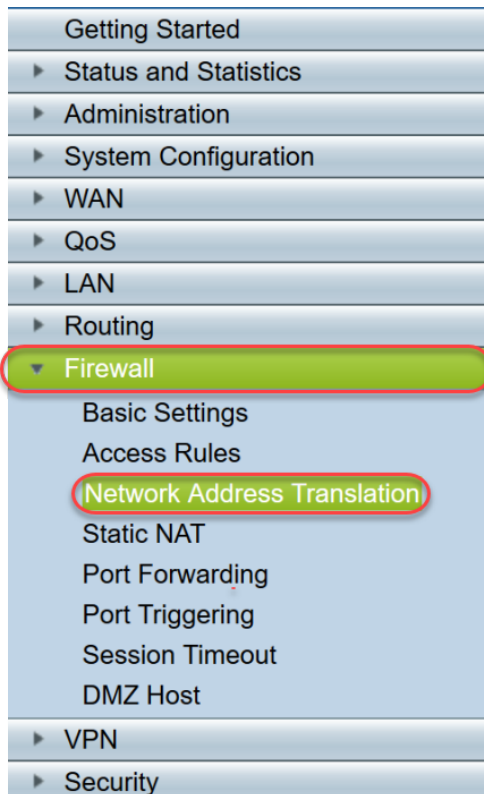 Getting Started
Status and Statistics
Administration
System Configuration
WAN
QoS
LAN
Routing
Firewall
Basic Settings
Access Rules
Network Address Translation
Static NAT
Port Forwarding
Port Triggering
Session Timeout
DMZ Host
VPN
Security